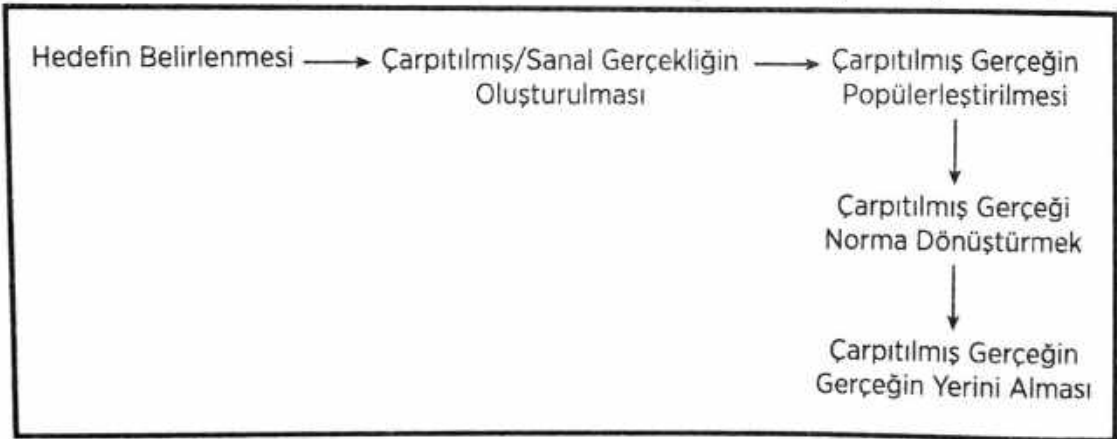 Hedefin Belirlenmesi
Çarpıtılmış/Sanal Gerçekliğin
Oluşturulması
Çarpıtılmış Gerçeğin
Popülerleştirilmesi
Çarpıtılmış Gerçeği
Norma Dönüştürmek
Çarpıtılmış Gerçeğin
Gerçeğin Yerini Alması